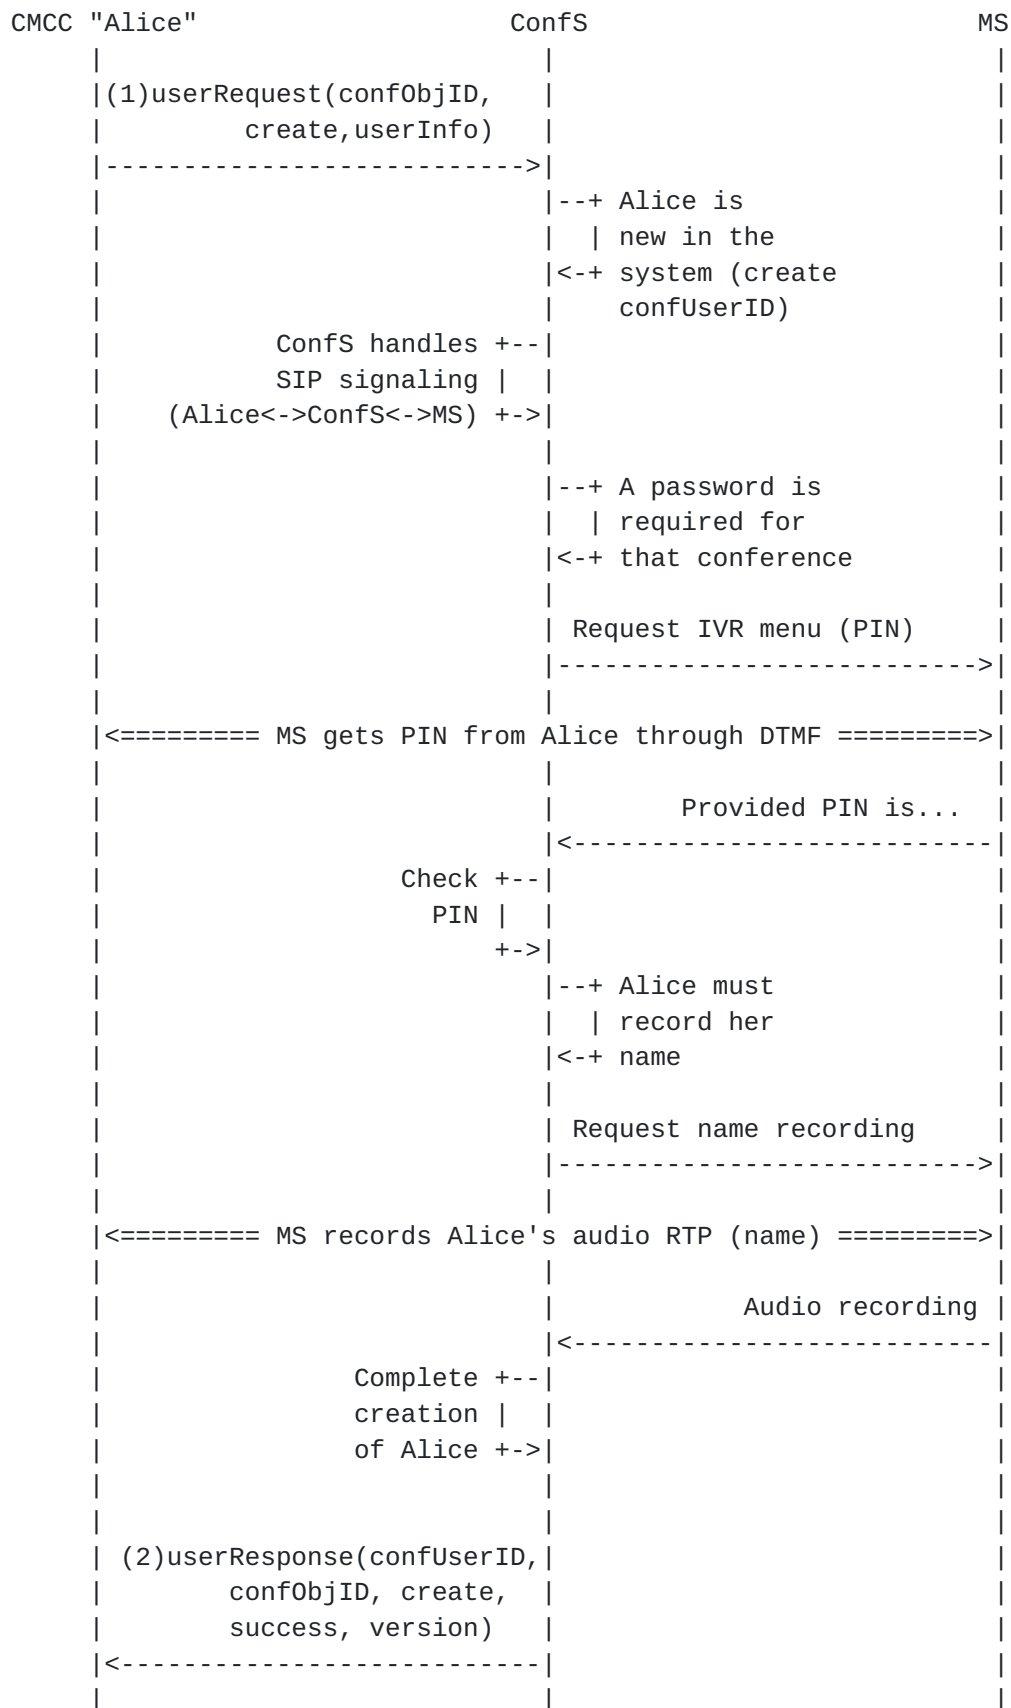 CMCC "Alice" ConfS MS
(1)userRequest(confObjID,
create,userInfo)
--+ Alice is
| new in the
<-+ system (create
confUserID)
ConfS handles +--
SIP signaling |
(Alice<->ConfS<->MS) +->
--+ A password is
| required for
<-+ that conference
Request IVR menu (PIN)
--------------------------->
<========= MS gets PIN from Alice through DTMF =========>
Provided PIN is...
<---------------------------
Check +--
PIN |
+->
--+ Alice must
| record her
<-+ name
Request name recording
--------------------------->
<========= MS records Alice's audio RTP (name) =========>
Audio recording
<---------------------------
Complete +--
creation |
of Alice +->
(2)userResponse(confUserID,
confObjID, create,
success, version)
<---------------------------